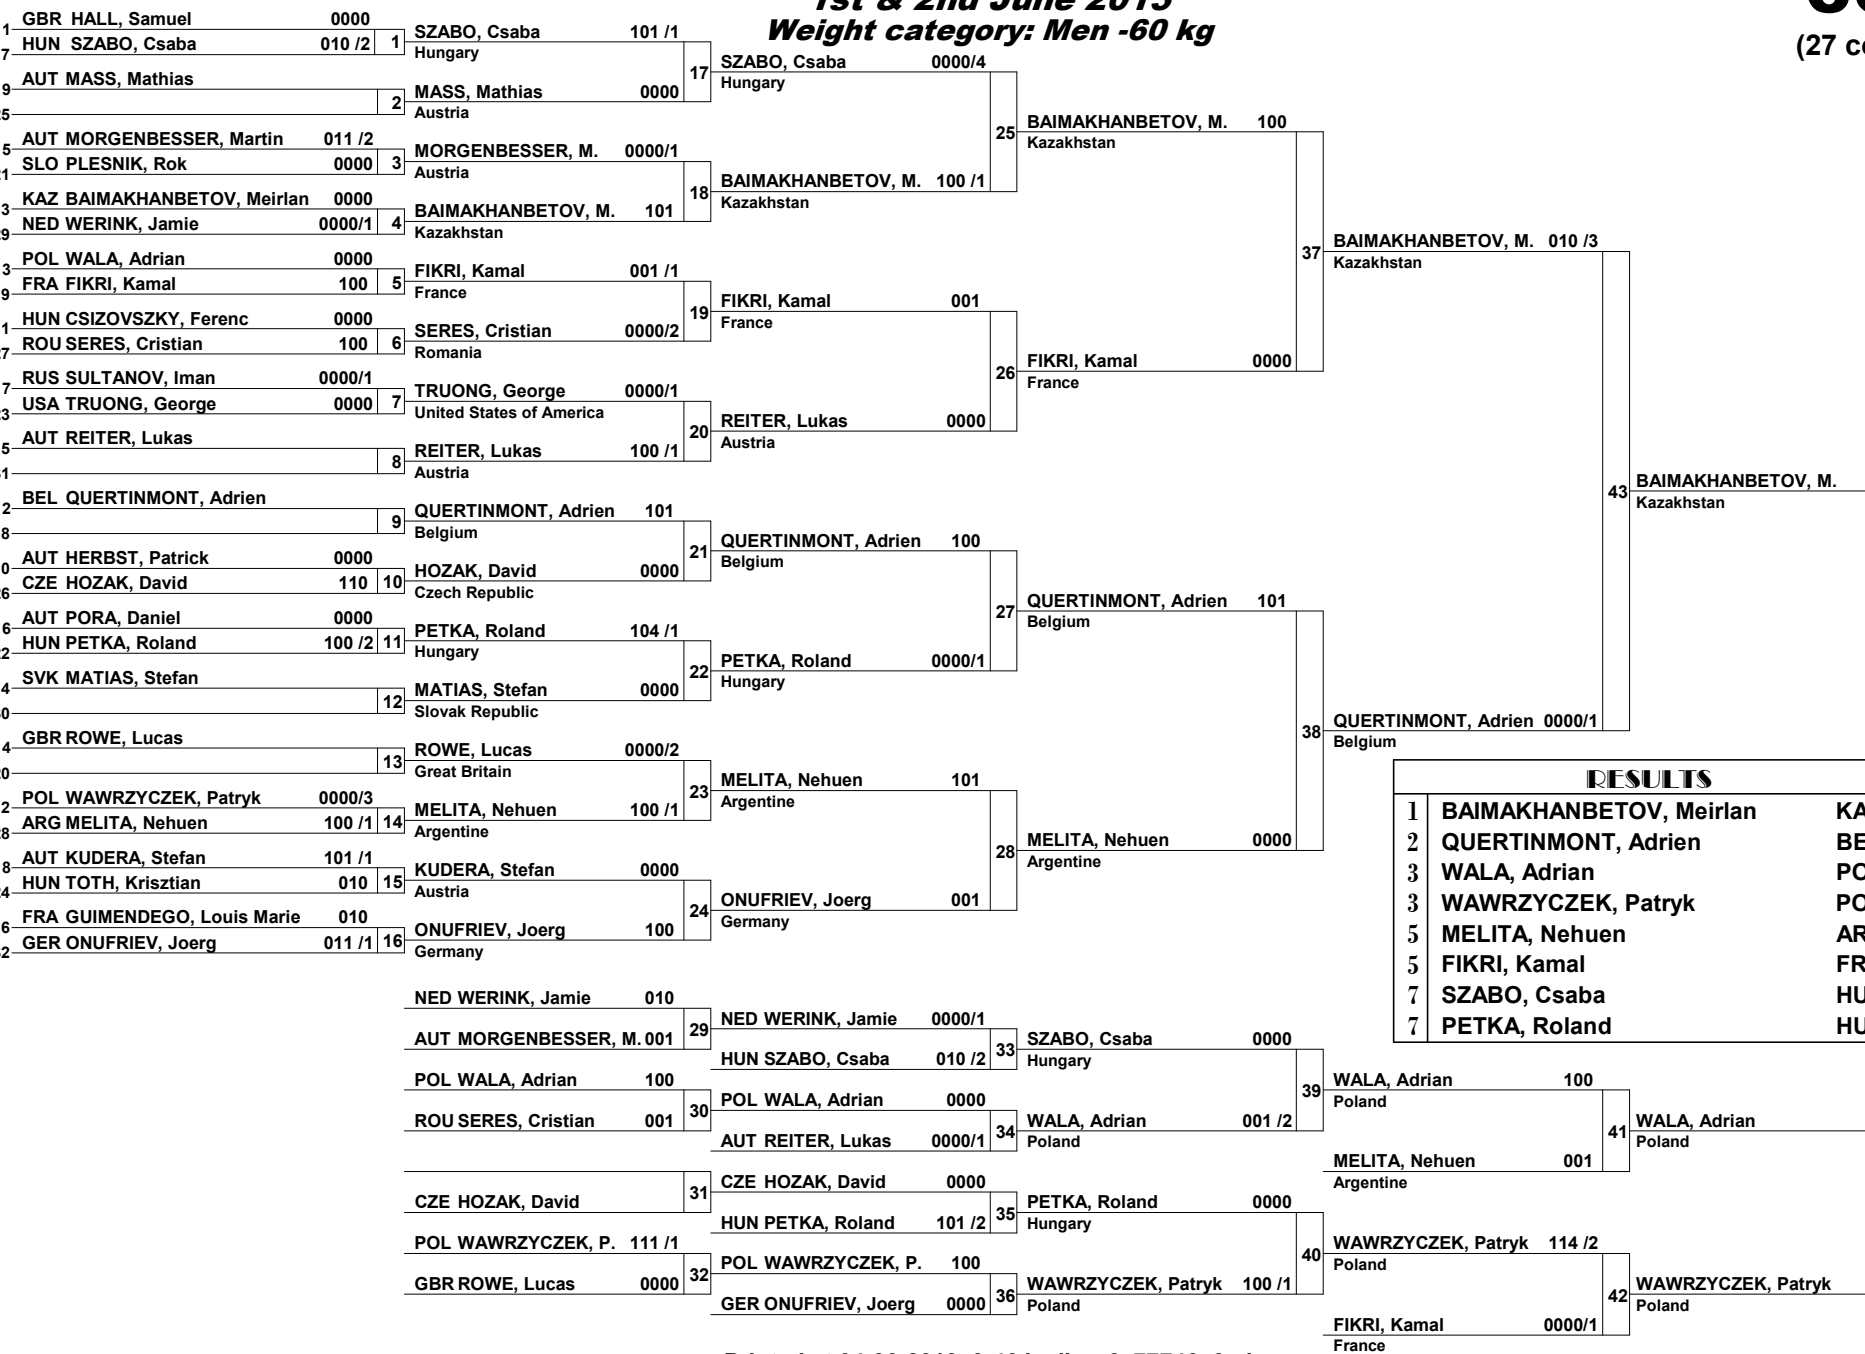 1st & 2nd June 2013
Weight category: Men -60 kg
(27 co
GBR HALL, Samuel 0000
HUN SZABO, Csaba 010 /2 1
AUT MASS, Mathias
2
AUT MORGENBESSER, Martin 011 /2
SLO PLESNIK, Rok 0000 3
KAZ BAIMAKHANBETOV, Meirlan 0000
NED WERINK, Jamie 0000/1 4
POL WALA, Adrian 0000
FRA FIKRI, Kamal 100 5
HUN CSIZOVSZKY, Ferenc 0000
ROU SERES, Cristian 100 6
RUS SULTANOV, Iman 0000/1
USA TRUONG, George 0000 7
AUT REITER, Lukas
8
BEL QUERTINMONT, Adrien
9
AUT HERBST, Patrick 0000
CZE HOZAK, David 110 10
AUT PORA, Daniel 0000
HUN PETKA, Roland 100 /2 11
SVK MATIAS, Stefan
12
GBR ROWE, Lucas
13
POL WAWRZYCZEK, Patryk 0000/3
ARG MELITA, Nehuen 100 /1 14
AUT KUDERA, Stefan 101 /1
HUN TOTH, Krisztian 010 15
FRA GUIMENDEGO, Louis Marie 010
GER ONUFRIEV, Joerg 011 /1 16
SZABO, Csaba 101 /1
Hungary
17
MASS, Mathias 0000
Austria
MORGENBESSER, M. 0000/1
Austria
18
BAIMAKHANBETOV, M. 101
Kazakhstan
FIKRI, Kamal 001 /1
France
19
SERES, Cristian 0000/2
Romania
TRUONG, George 0000/1
United States of America
20
REITER, Lukas 100 /1
Austria
QUERTINMONT, Adrien 101
Belgium
21
HOZAK, David 0000
Czech Republic
PETKA, Roland 104 /1
Hungary
22
MATIAS, Stefan 0000
Slovak Republic
ROWE, Lucas 0000/2
Great Britain
23
MELITA, Nehuen 100 /1
Argentine
KUDERA, Stefan 0000
Austria
24
ONUFRIEV, Joerg 100
Germany
SZABO, Csaba 0000/4
Hungary
25
BAIMAKHANBETOV, M. 100 /1
Kazakhstan
FIKRI, Kamal 001
France
26
REITER, Lukas 0000
Austria
QUERTINMONT, Adrien 100
Belgium
27
PETKA, Roland 0000/1
Hungary
MELITA, Nehuen 101
Argentine
28
ONUFRIEV, Joerg 001
Germany
BAIMAKHANBETOV, M. 100
Kazakhstan
37
FIKRI, Kamal 0000
France
QUERTINMONT, Adrien 101
Belgium
38
MELITA, Nehuen 0000
Argentine
BAIMAKHANBETOV, M. 010 /3
Kazakhstan
43
QUERTINMONT, Adrien 0000/1
Belgium
BAIMAKHANBETOV, M.
Kazakhstan
RESULTS
1 BAIMAKHANBETOV, Meirlan KA
2 QUERTINMONT, Adrien BE
3 WALA, Adrian PO
3 WAWRZYCZEK, Patryk PO
5 MELITA, Nehuen AR
5 FIKRI, Kamal FR
7 SZABO, Csaba HU
7 PETKA, Roland HU
NED WERINK, Jamie 010
29
AUT MORGENBESSER, M. 001
POL WALA, Adrian 100
30
ROU SERES, Cristian 001
31
CZE HOZAK, David
POL WAWRZYCZEK, P. 111 /1
32
GBR ROWE, Lucas 0000
NED WERINK, Jamie 0000/1
HUN SZABO, Csaba 010 /2 33
POL WALA, Adrian 0000
AUT REITER, Lukas 0000/1 34
CZE HOZAK, David 0000
HUN PETKA, Roland 101 /2 35
POL WAWRZYCZEK, P. 100
GER ONUFRIEV, Joerg 0000 36
SZABO, Csaba 0000
Hungary
39
WALA, Adrian 001 /2
Poland
PETKA, Roland 0000
Hungary
40
WAWRZYCZEK, Patryk 100 /1
Poland
WALA, Adrian 100
Poland
41
MELITA, Nehuen 001
Argentine
WAWRZYCZEK, Patryk 114 /2
Poland
42
FIKRI, Kamal 0000/1
France
WALA, Adrian
Poland
WAWRZYCZEK, Patryk
Poland